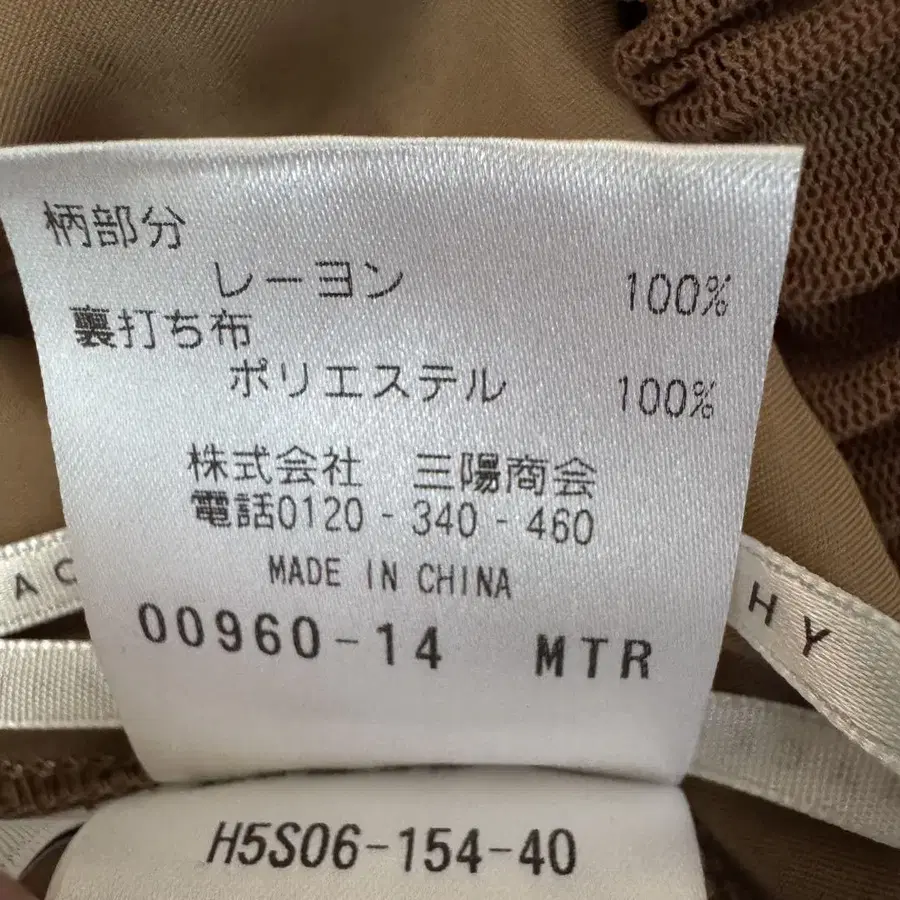 柄部分
レーヨン 100%
裏打ち布
ポリエステル 100%
株式会社 三陽商会
電話0120-340-460
MADE IN CHINA
00960-14 MTR
AC
HY
H5S06-154-40